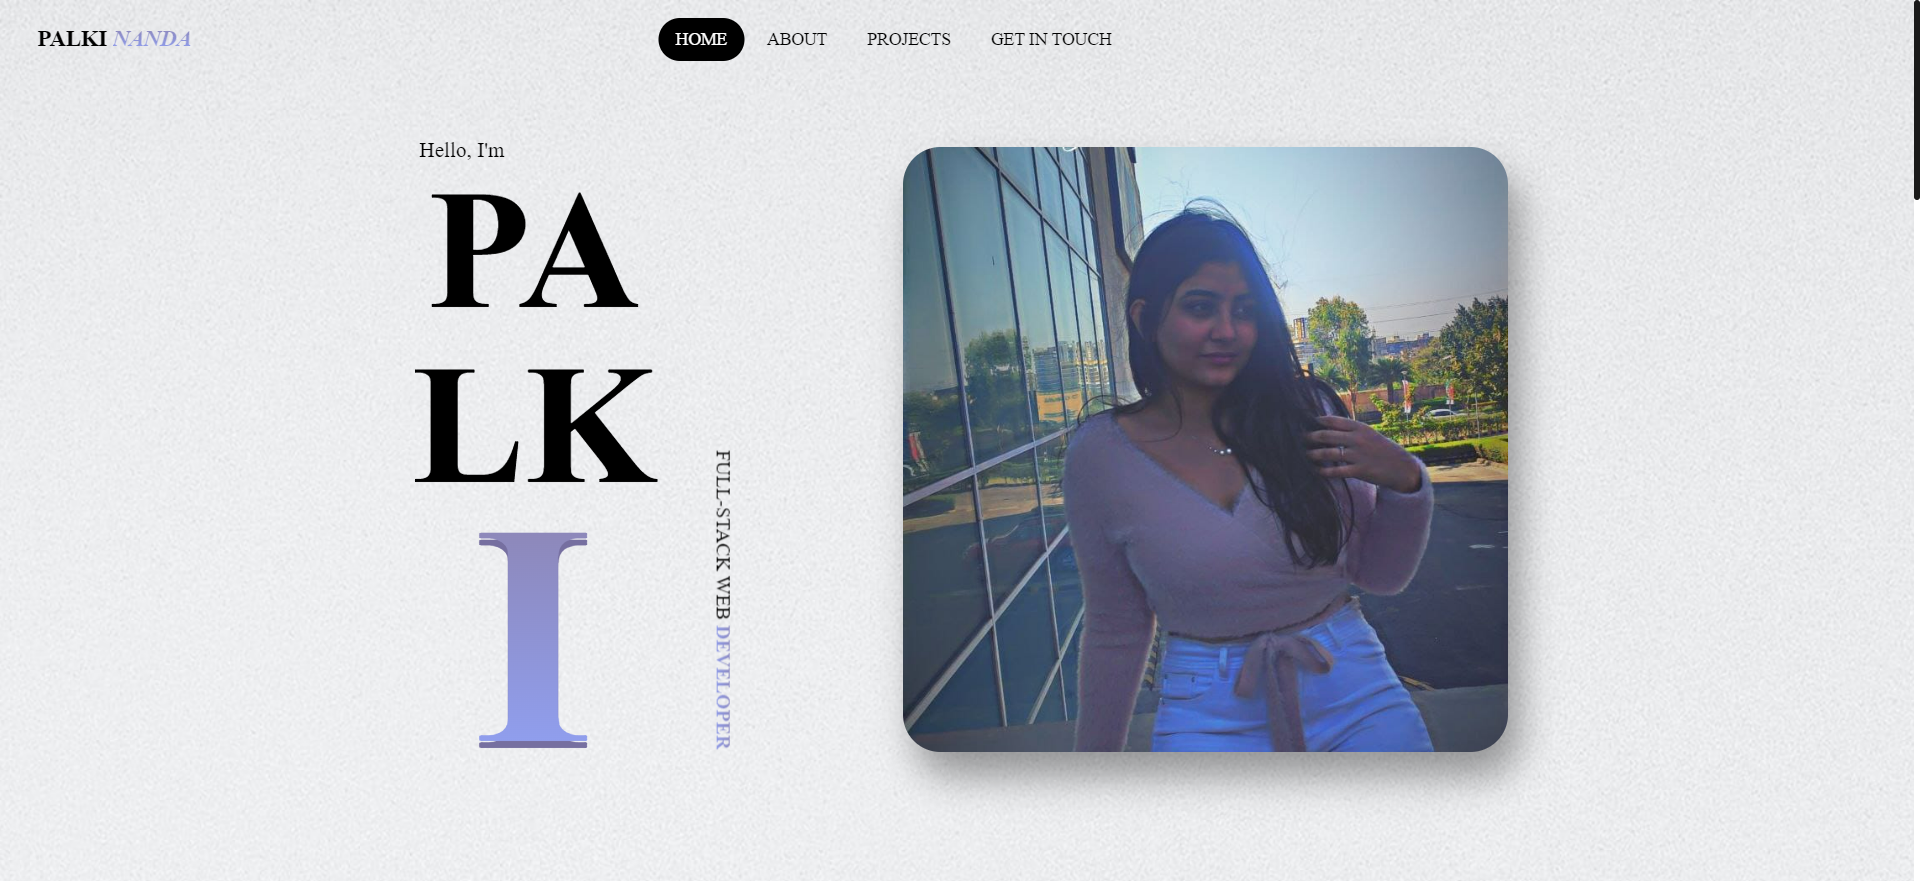 PALKI NANDA
HOME ABOUT PROJECTS GET IN TOUCH
Hello, I'm
PA
LK
I
FULL-STACK WEB DEVELOPER